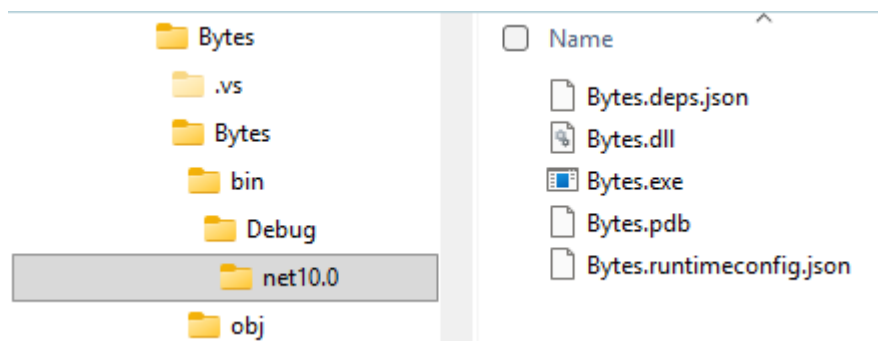 Bytes
.vs
Bytes
bin
Debug
net10.0
obj
Name
Bytes.deps.json
Bytes.dll
Bytes.exe
Bytes.pdb
Bytes.runtimeconfig.json